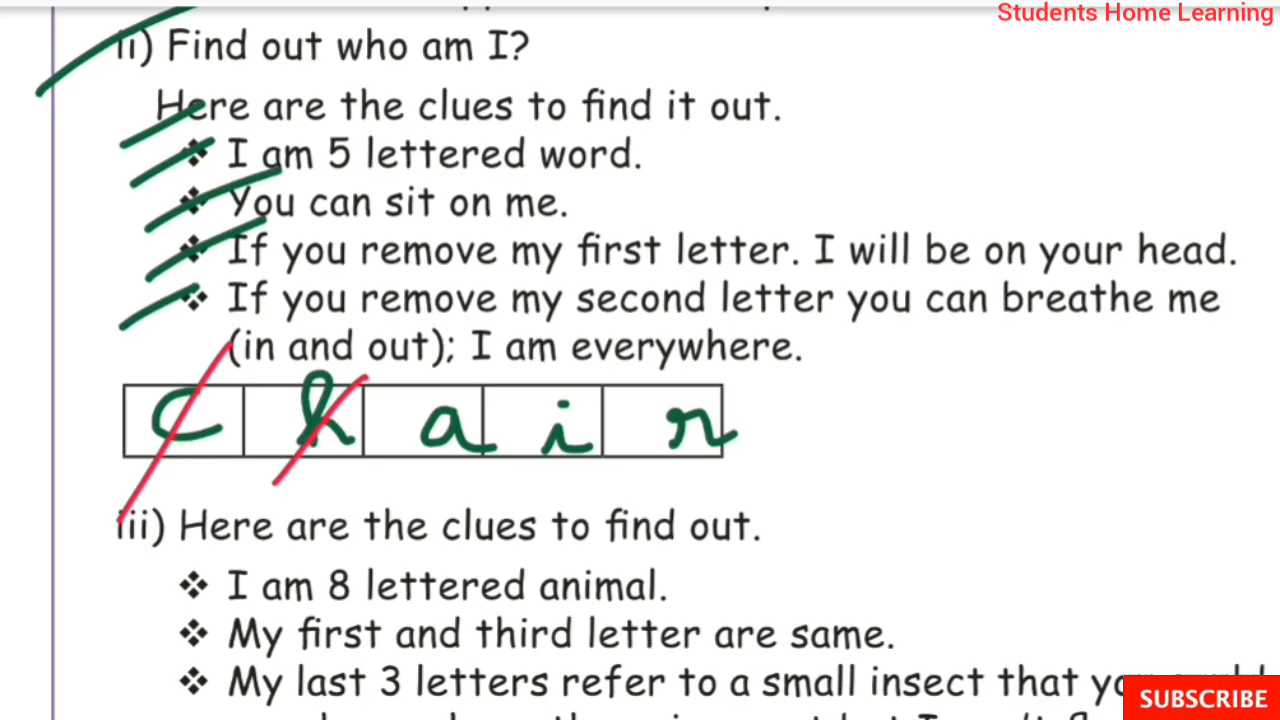 Students Home Learning
ii) Find out who am I?
Here are the clues to find it out.
❖ I am 5 lettered word.
❖ You can sit on me.
❖ If you remove my first letter. I will be on your head.
❖ If you remove my second letter you can breathe me
(in and out); I am everywhere.
c h a i r
iii) Here are the clues to find out.
❖ I am 8 lettered animal.
❖ My first and third letter are same.
❖ My last 3 letters refer to a small insect that
SUBSCRIBE